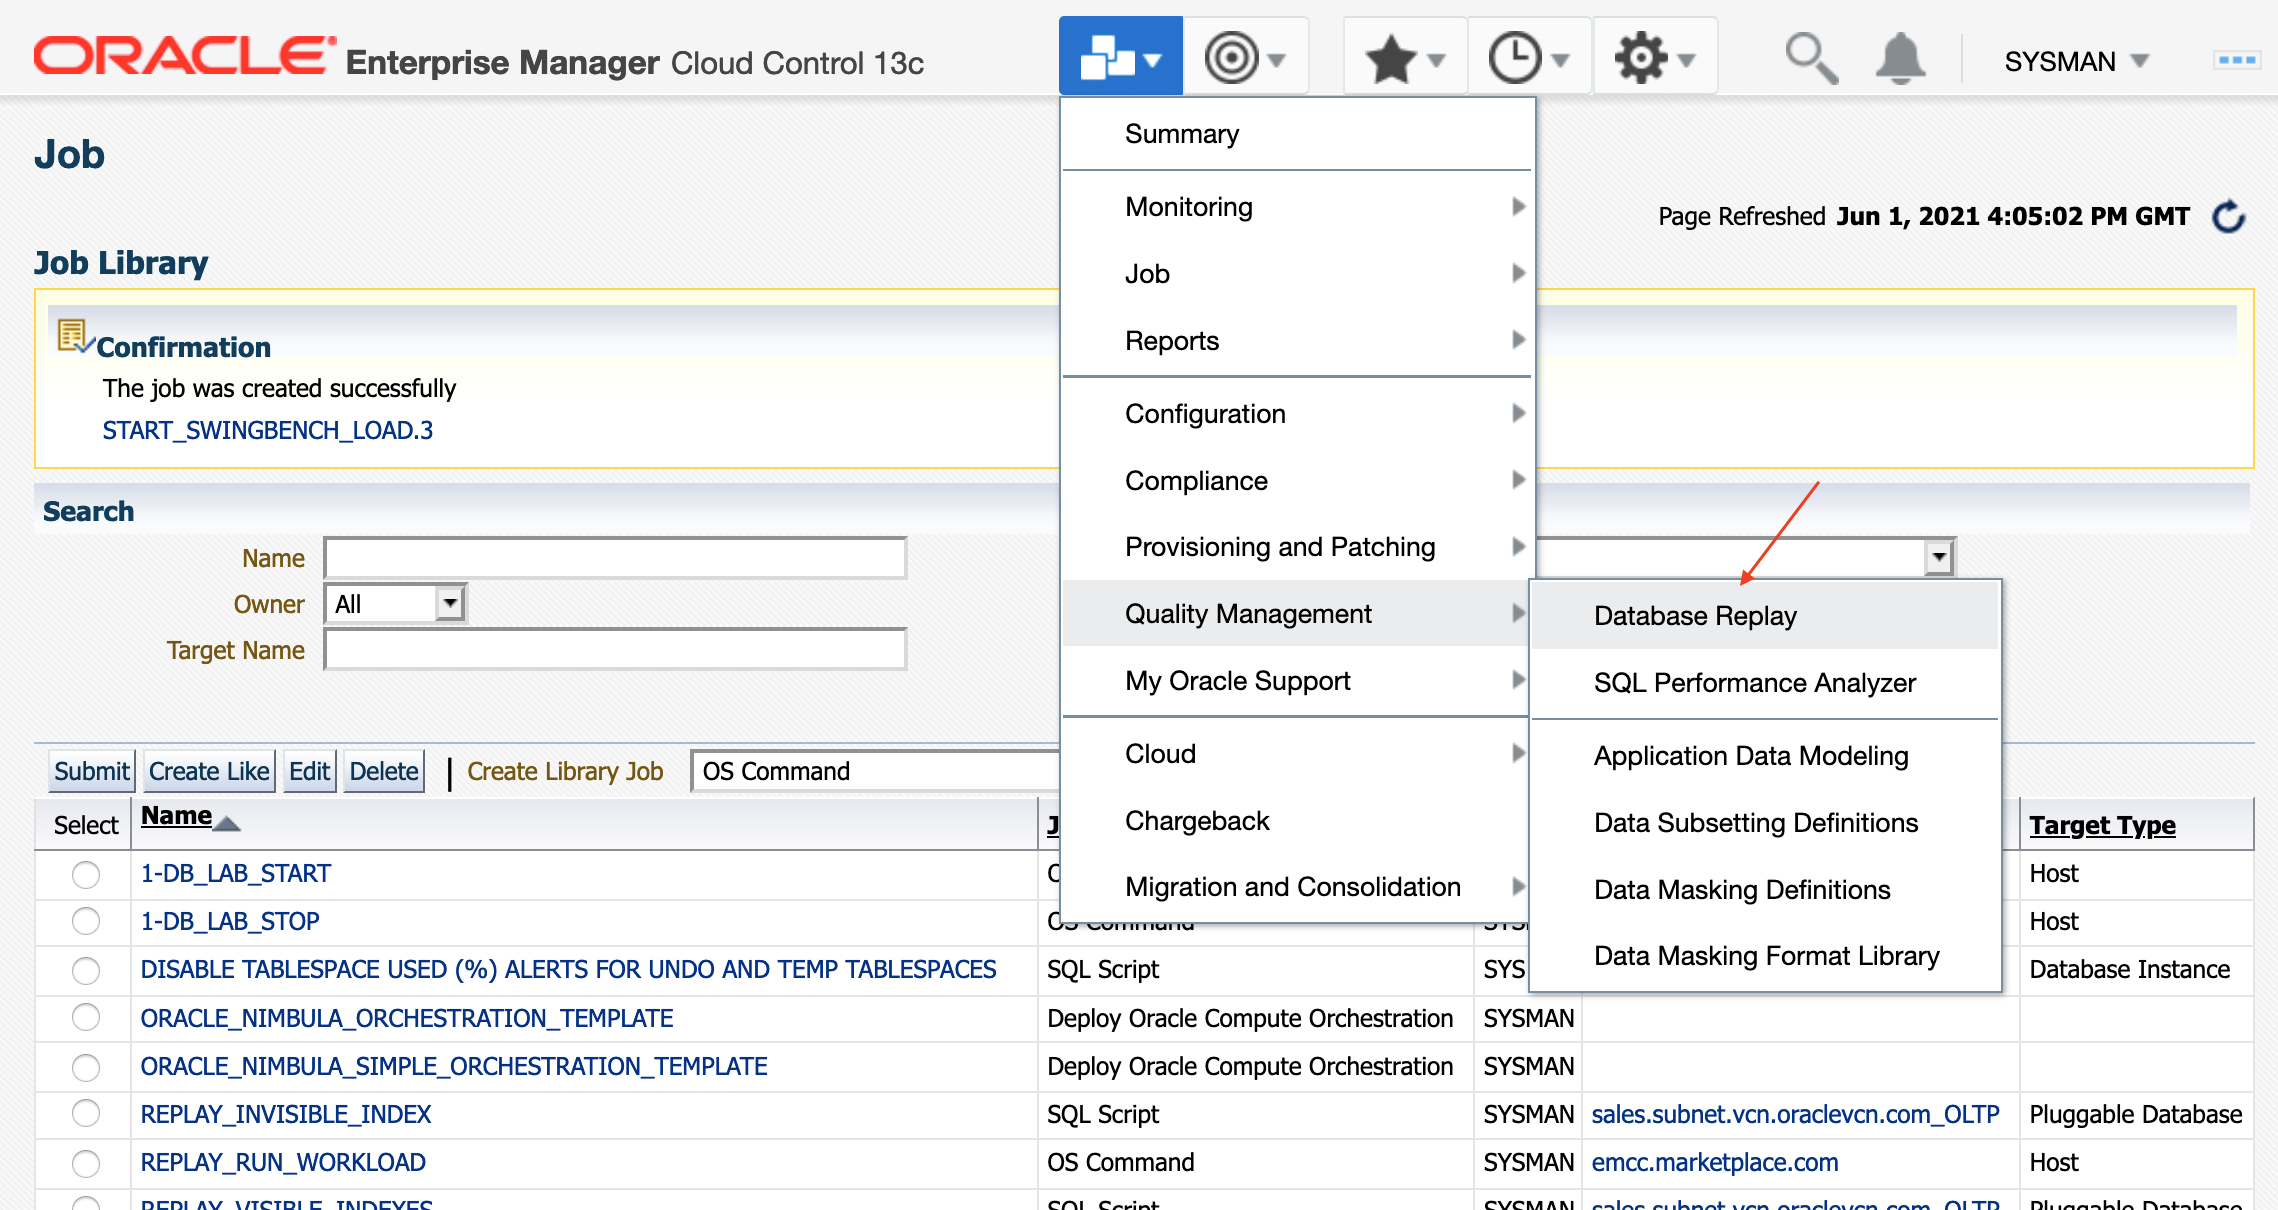 ORACLE Enterprise Manager Cloud Control 13c
SYSMAN
Job
Page Refreshed Jun 1, 2021 4:05:02 PM GMT
Job Library
Confirmation
The job was created successfully
START_SWINGBENCH_LOAD.3
Search
Name
Owner All
Target Name
Summary
Monitoring
Job
Reports
Configuration
Compliance
Provisioning and Patching
Quality Management
My Oracle Support
Cloud
Chargeback
Migration and Consolidation
Database Replay
SQL Performance Analyzer
Application Data Modeling
Data Subsetting Definitions
Data Masking Definitions
Data Masking Format Library
Submit Create Like Edit Delete | Create Library Job OS Command
Select Name Target Type
1-DB_LAB_START Host
1-DB_LAB_STOP OS Command Host
DISABLE TABLESPACE USED (%) ALERTS FOR UNDO AND TEMP TABLESPACES SQL Script SYS Database Instance
ORACLE_NIMBULA_ORCHESTRATION_TEMPLATE Deploy Oracle Compute Orchestration SYSMAN
ORACLE_NIMBULA_SIMPLE_ORCHESTRATION_TEMPLATE Deploy Oracle Compute Orchestration SYSMAN
REPLAY_INVISIBLE_INDEX SQL Script SYSMAN sales.subnet.vcn.oraclevcn.com_OLTP Pluggable Database
REPLAY_RUN_WORKLOAD OS Command SYSMAN emcc.marketplace.com Host
REPLAY_VISIBLE_INDEXES SQL Script SYSMAN sales.subnet.vcn.oraclevcn.com_OLTP Pluggable Database